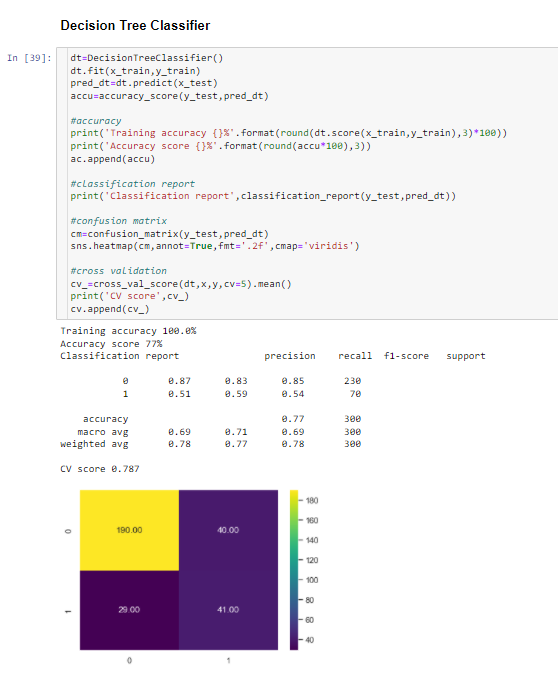 Decision Tree Classifier
In [39]:
dt=DecisionTreeClassifier()
dt.fit(x_train,y_train)
pred_dt=dt.predict(x_test)
accu=accuracy_score(y_test,pred_dt)
#accuracy
print('Training accuracy {}%'.format(round(dt.score(x_train,y_train),3)*100))
print('Accuracy score {}%'.format(round(accu*100),3))
ac.append(accu)
#classification report
print('Classification report',classification_report(y_test,pred_dt))
#confusion matrix
cm=confusion_matrix(y_test,pred_dt)
sns.heatmap(cm,annot=True,fmt='.2f',cmap='viridis')
#cross validation
cv_=cross_val_score(dt,x,y,cv=5).mean()
print('CV score',cv_)
cv.append(cv_)
Training accuracy 100.0%
Accuracy score 77%
Classification report precision recall f1-score support
0 0.87 0.83 0.85 230
1 0.51 0.59 0.54 70
accuracy 0.77 300
macro avg 0.69 0.71 0.69 300
weighted avg 0.78 0.77 0.78 300
CV score 0.787
180
0 190.00 40.00
160
140
120
100
80
1 29.00 41.00
60
40
0 1